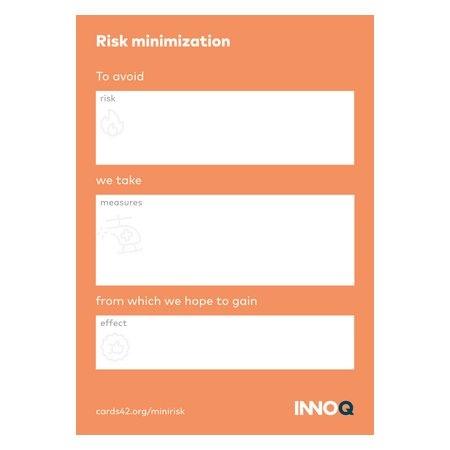 Risk minimization
To avoid
risk
we take
measures
from which we hope to gain
effect
cards42.org/minirisk
INNOQ